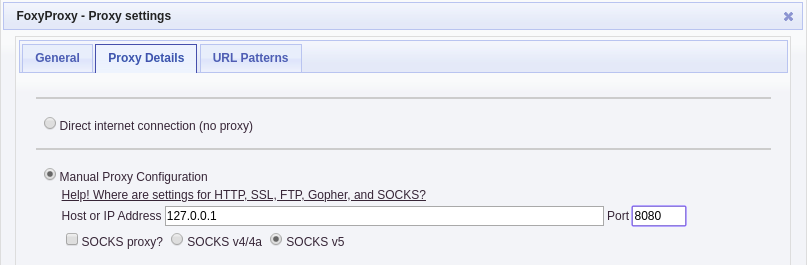 FoxyProxy - Proxy settings
General Proxy Details URL Patterns
Direct internet connection (no proxy)
Manual Proxy Configuration
Help! Where are settings for HTTP, SSL, FTP, Gopher, and SOCKS?
Host or IP Address 127.0.0.1 Port 8080
SOCKS proxy? SOCKS v4/4a SOCKS v5